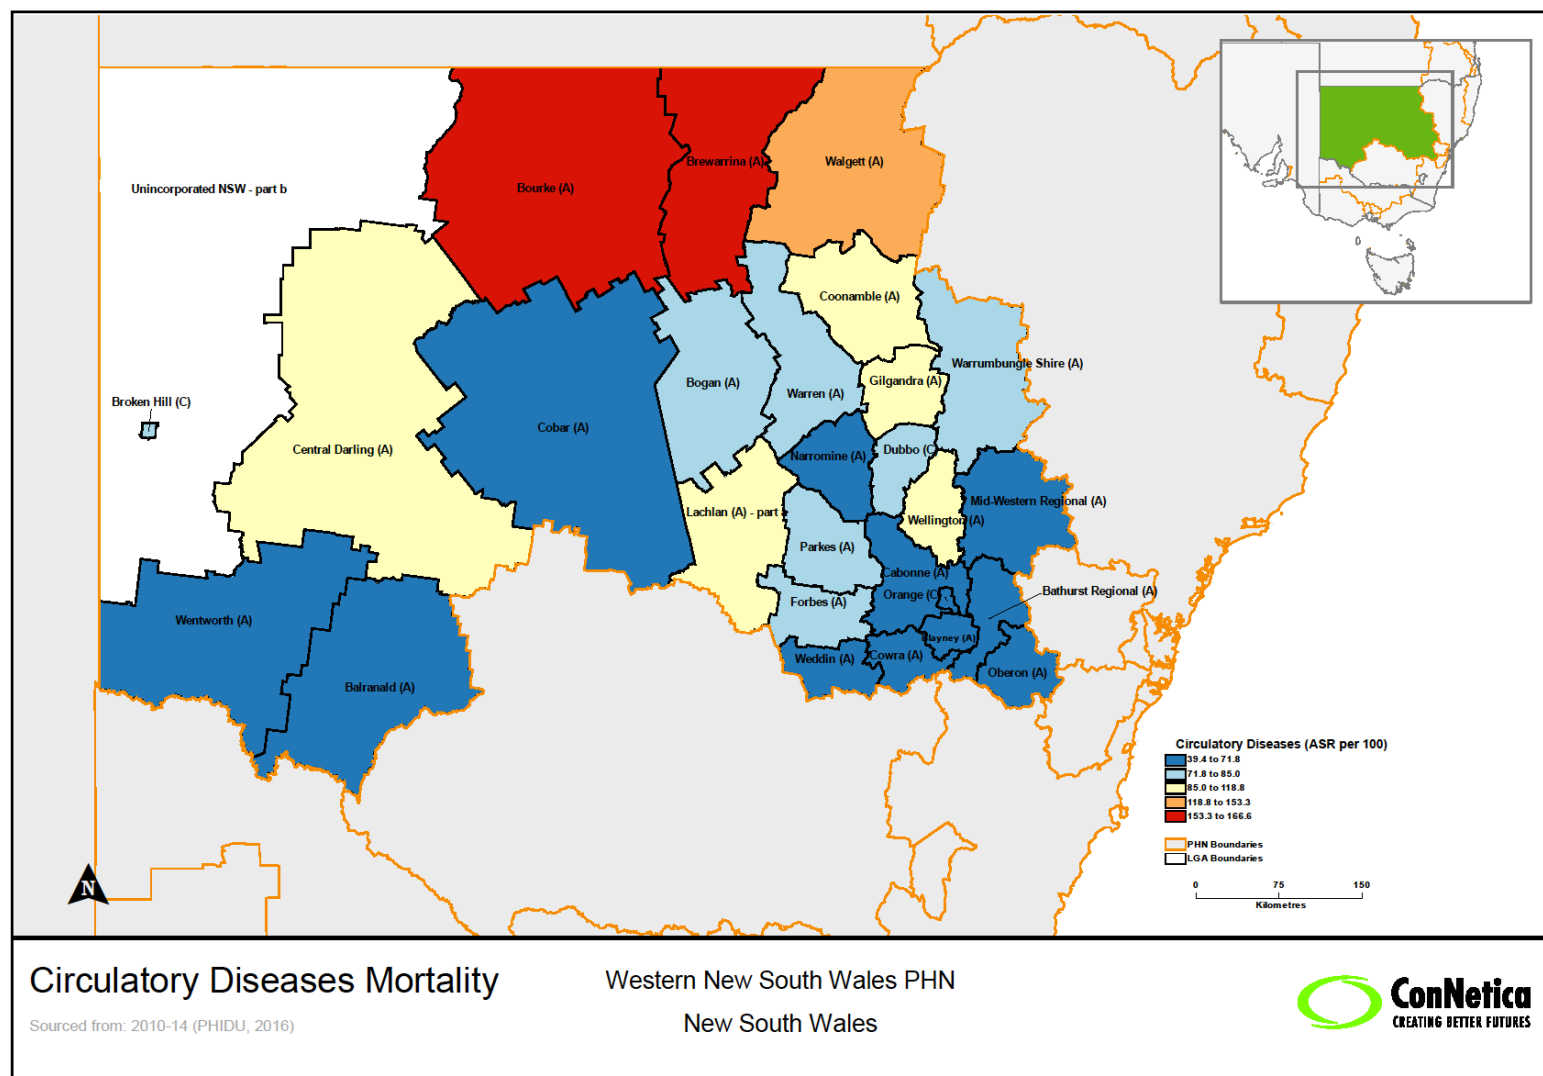 Unincorporated NSW - part b
Bourke (A)
Brewarrina (A)
Walgett (A)
Coonamble (A)
Warrumbungle Shire (A)
Gilgandra (A)
Bogan (A)
Warren (A)
Broken Hill (C)
Cobar (A)
Central Darling (A)
Narromine (A)
Dubbo (C)
Mid-Western Regional (A)
Lachlan (A) - part
Wellington (A)
Parkes (A)
Cabonne (A)
Orange (C)
Bathurst Regional (A)
Forbes (A)
Wentworth (A)
Blayney (A)
Weddin (A)
Cowra (A)
Oberon (A)
Balranald (A)
Circulatory Diseases (ASR per 100)
39.4 to 71.8
71.8 to 85.0
85.0 to 118.8
118.8 to 153.3
153.3 to 166.6
PHN Boundaries
LGA Boundaries
0 75 150
Kilometres
N
Circulatory Diseases Mortality
Sourced from: 2010-14 (PHIDU, 2016)
Western New South Wales PHN
New South Wales
ConNetica
CREATING BETTER FUTURES